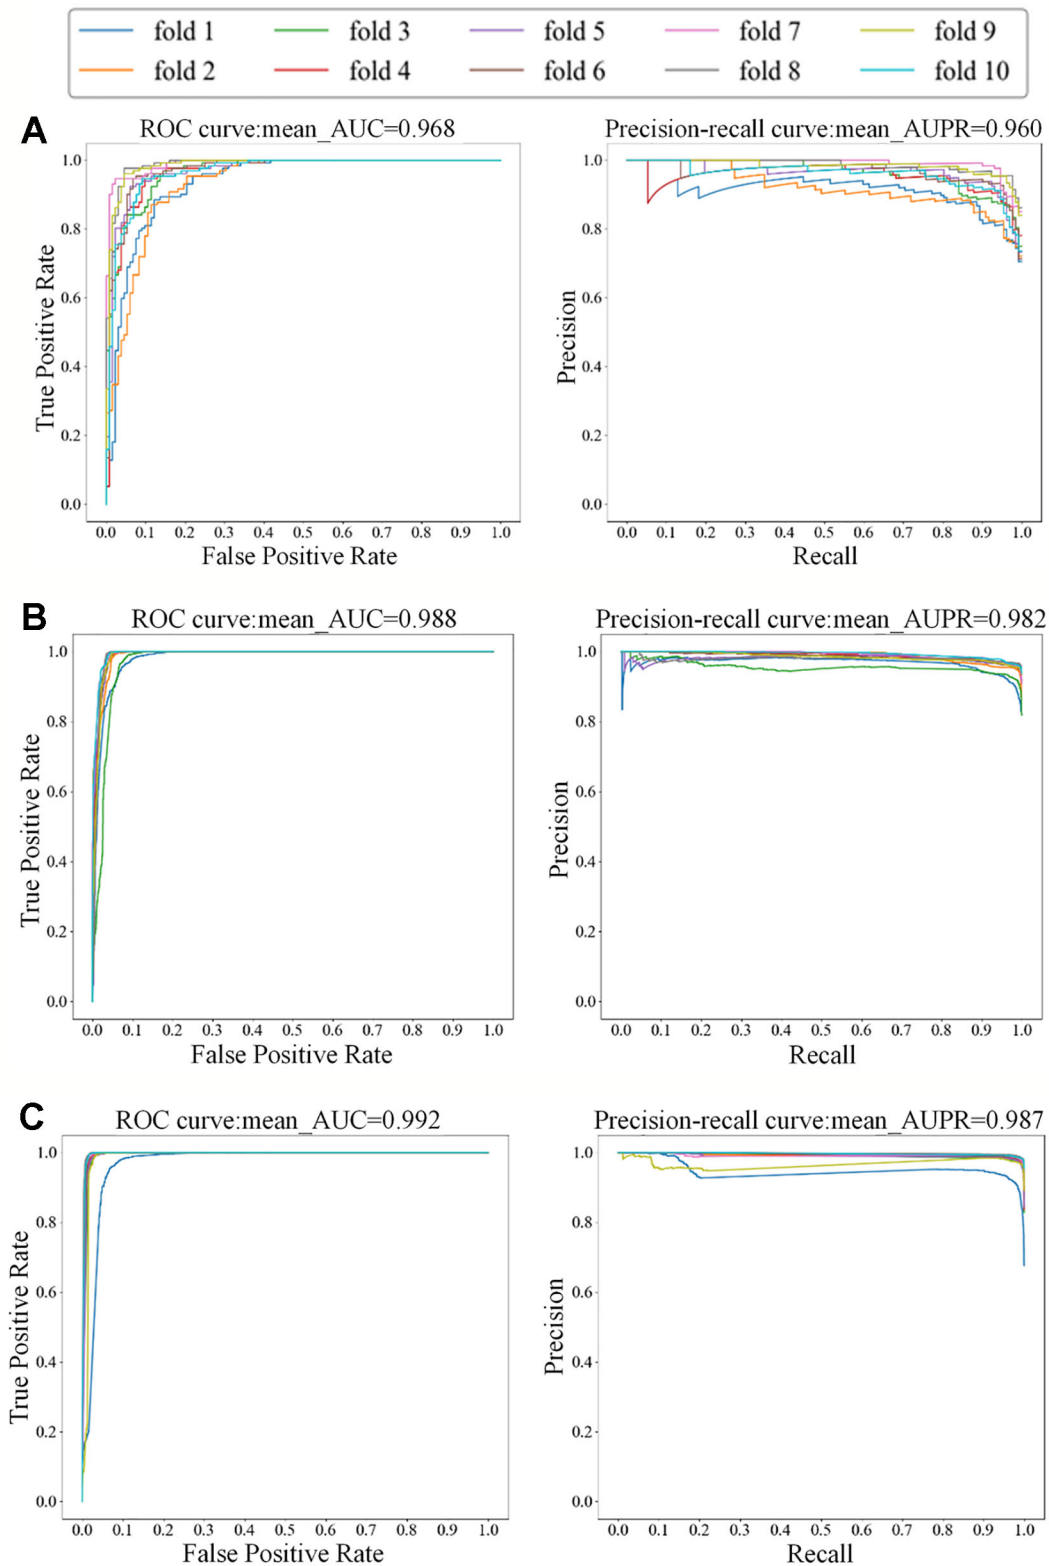 fold 1 fold 3 fold 5 fold 7 fold 9
fold 2 fold 4 fold 6 fold 8 fold 10
A
ROC curve:mean_AUC=0.968
Precision-recall curve:mean_AUPR=0.960
1.0
0.8
0.6
0.4
0.2
0.0
True Positive Rate
0.0 0.1 0.2 0.3 0.4 0.5 0.6 0.7 0.8 0.9 1.0
False Positive Rate
1.0
0.8
0.6
0.4
0.2
0.0
Precision
0.0 0.1 0.2 0.3 0.4 0.5 0.6 0.7 0.8 0.9 1.0
Recall
B
ROC curve:mean_AUC=0.988
Precision-recall curve:mean_AUPR=0.982
1.0
0.8
0.6
0.4
0.2
0.0
True Positive Rate
0.0 0.1 0.2 0.3 0.4 0.5 0.6 0.7 0.8 0.9 1.0
False Positive Rate
1.0
0.8
0.6
0.4
0.2
0.0
Precision
0.0 0.1 0.2 0.3 0.4 0.5 0.6 0.7 0.8 0.9 1.0
Recall
C
ROC curve:mean_AUC=0.992
Precision-recall curve:mean_AUPR=0.987
1.0
0.8
0.6
0.4
0.2
0.0
True Positive Rate
0.0 0.1 0.2 0.3 0.4 0.5 0.6 0.7 0.8 0.9 1.0
False Positive Rate
1.0
0.8
0.6
0.4
0.2
0.0
Precision
0.0 0.1 0.2 0.3 0.4 0.5 0.6 0.7 0.8 0.9 1.0
Recall